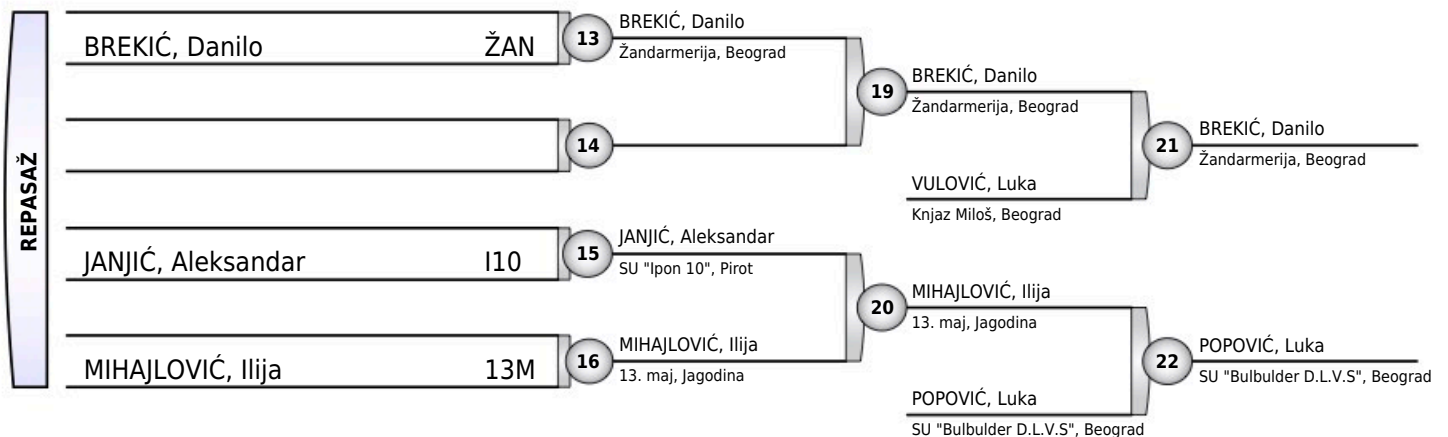 REPASAŽ
BREKIĆ, Danilo ŽAN
13
BREKIĆ, Danilo
Žandarmerija, Beograd
14
19
BREKIĆ, Danilo
Žandarmerija, Beograd
VULOVIĆ, Luka
Knjaz Miloš, Beograd
21
BREKIĆ, Danilo
Žandarmerija, Beograd
JANJIĆ, Aleksandar I10
15
JANJIĆ, Aleksandar
SU "Ipon 10", Pirot
MIHAJLOVIĆ, Ilija 13M
16
MIHAJLOVIĆ, Ilija
13. maj, Jagodina
20
MIHAJLOVIĆ, Ilija
13. maj, Jagodina
POPOVIĆ, Luka
SU "Bulbulder D.L.V.S", Beograd
22
POPOVIĆ, Luka
SU "Bulbulder D.L.V.S", Beograd